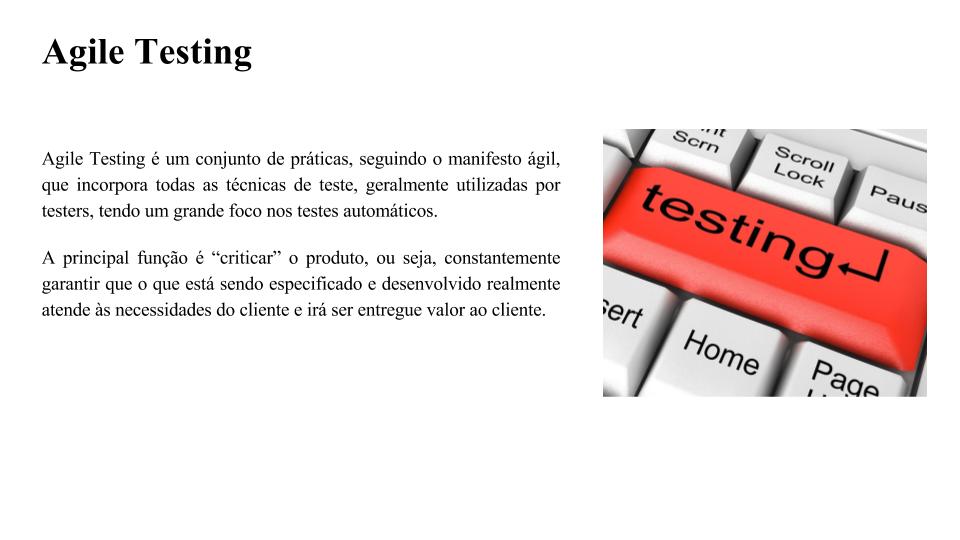 Agile Testing
Agile Testing é um conjunto de práticas, seguindo o manifesto ágil,
que incorpora todas as técnicas de teste, geralmente utilizadas por
testers, tendo um grande foco nos testes automáticos.
A principal função é “criticar” o produto, ou seja, constantemente
garantir que o que está sendo especificado e desenvolvido realmente
atende às necessidades do cliente e irá ser entregue valor ao cliente.
Scrn
Scroll
Lock
testing
Home
Page